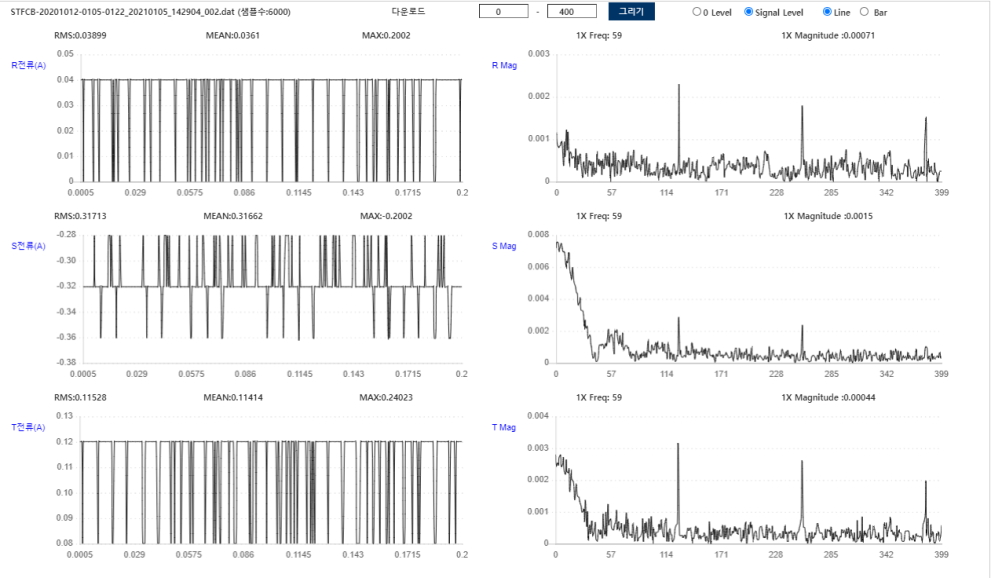 STFCB-20201012-0105-0122_20210105_142904_002.dat (샘플수:6000) 다운로드 0 - 400 그리기 0 Level Signal Level Line Bar
RMS:0.03899 MEAN:0.0361 MAX:0.2002 1X Freq: 59 1X Magnitude :0.00071
R전류(A)
0.05
0.04
0.03
0.02
0.01
0
0.0005 0.029 0.0575 0.086 0.1145 0.143 0.1715 0.2
R Mag
0.003
0.002
0.001
0
0 57 114 171 228 285 342 399
RMS:0.31713 MEAN:0.31662 MAX:-0.2002 1X Freq: 59 1X Magnitude :0.0015
S전류(A)
-0.28
-0.30
-0.32
-0.34
-0.36
-0.38
0.0005 0.029 0.0575 0.086 0.1145 0.143 0.1715 0.2
S Mag
0.008
0.006
0.004
0.002
0
0 57 114 171 228 285 342 399
RMS:0.11528 MEAN:0.11414 MAX:0.24023 1X Freq: 59 1X Magnitude :0.00044
T전류(A)
0.13
0.12
0.11
0.10
0.09
0.08
0.0005 0.029 0.0575 0.086 0.1145 0.143 0.1715 0.2
T Mag
0.004
0.003
0.002
0.001
0
0 57 114 171 228 285 342 399